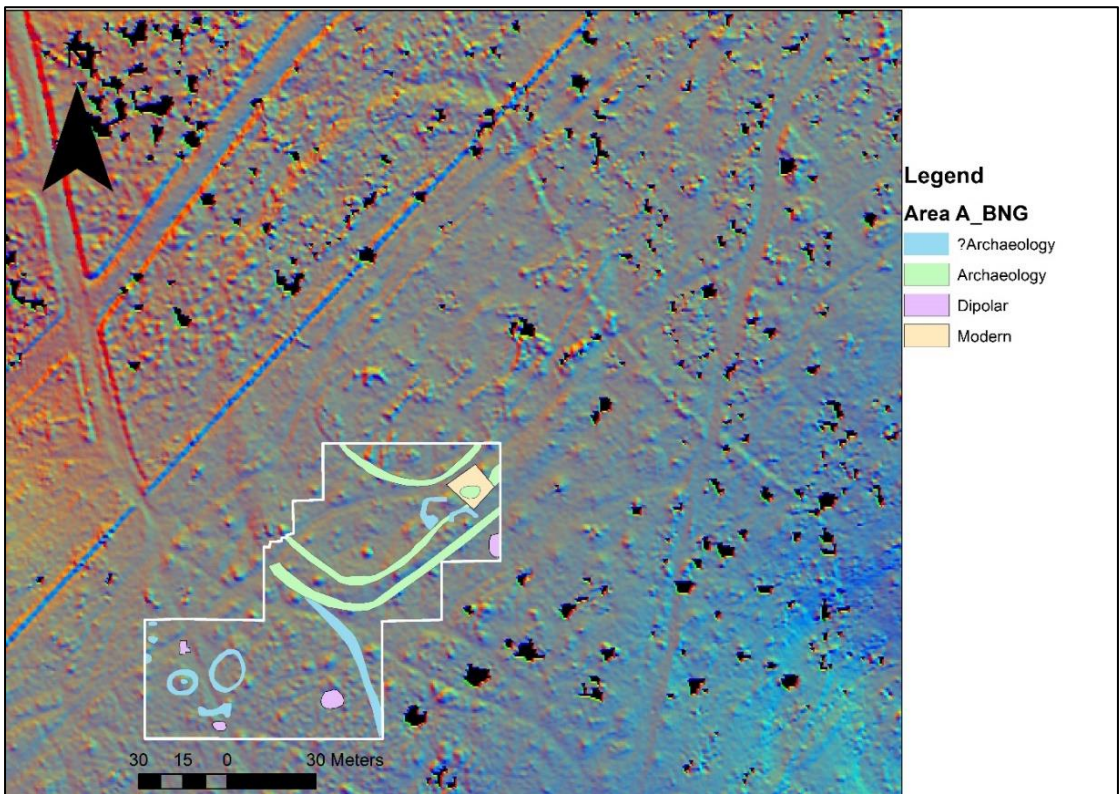 N
Legend
Area A_BNG
?Archaeology
Archaeology
Dipolar
Modern
30 15 0 30 Meters